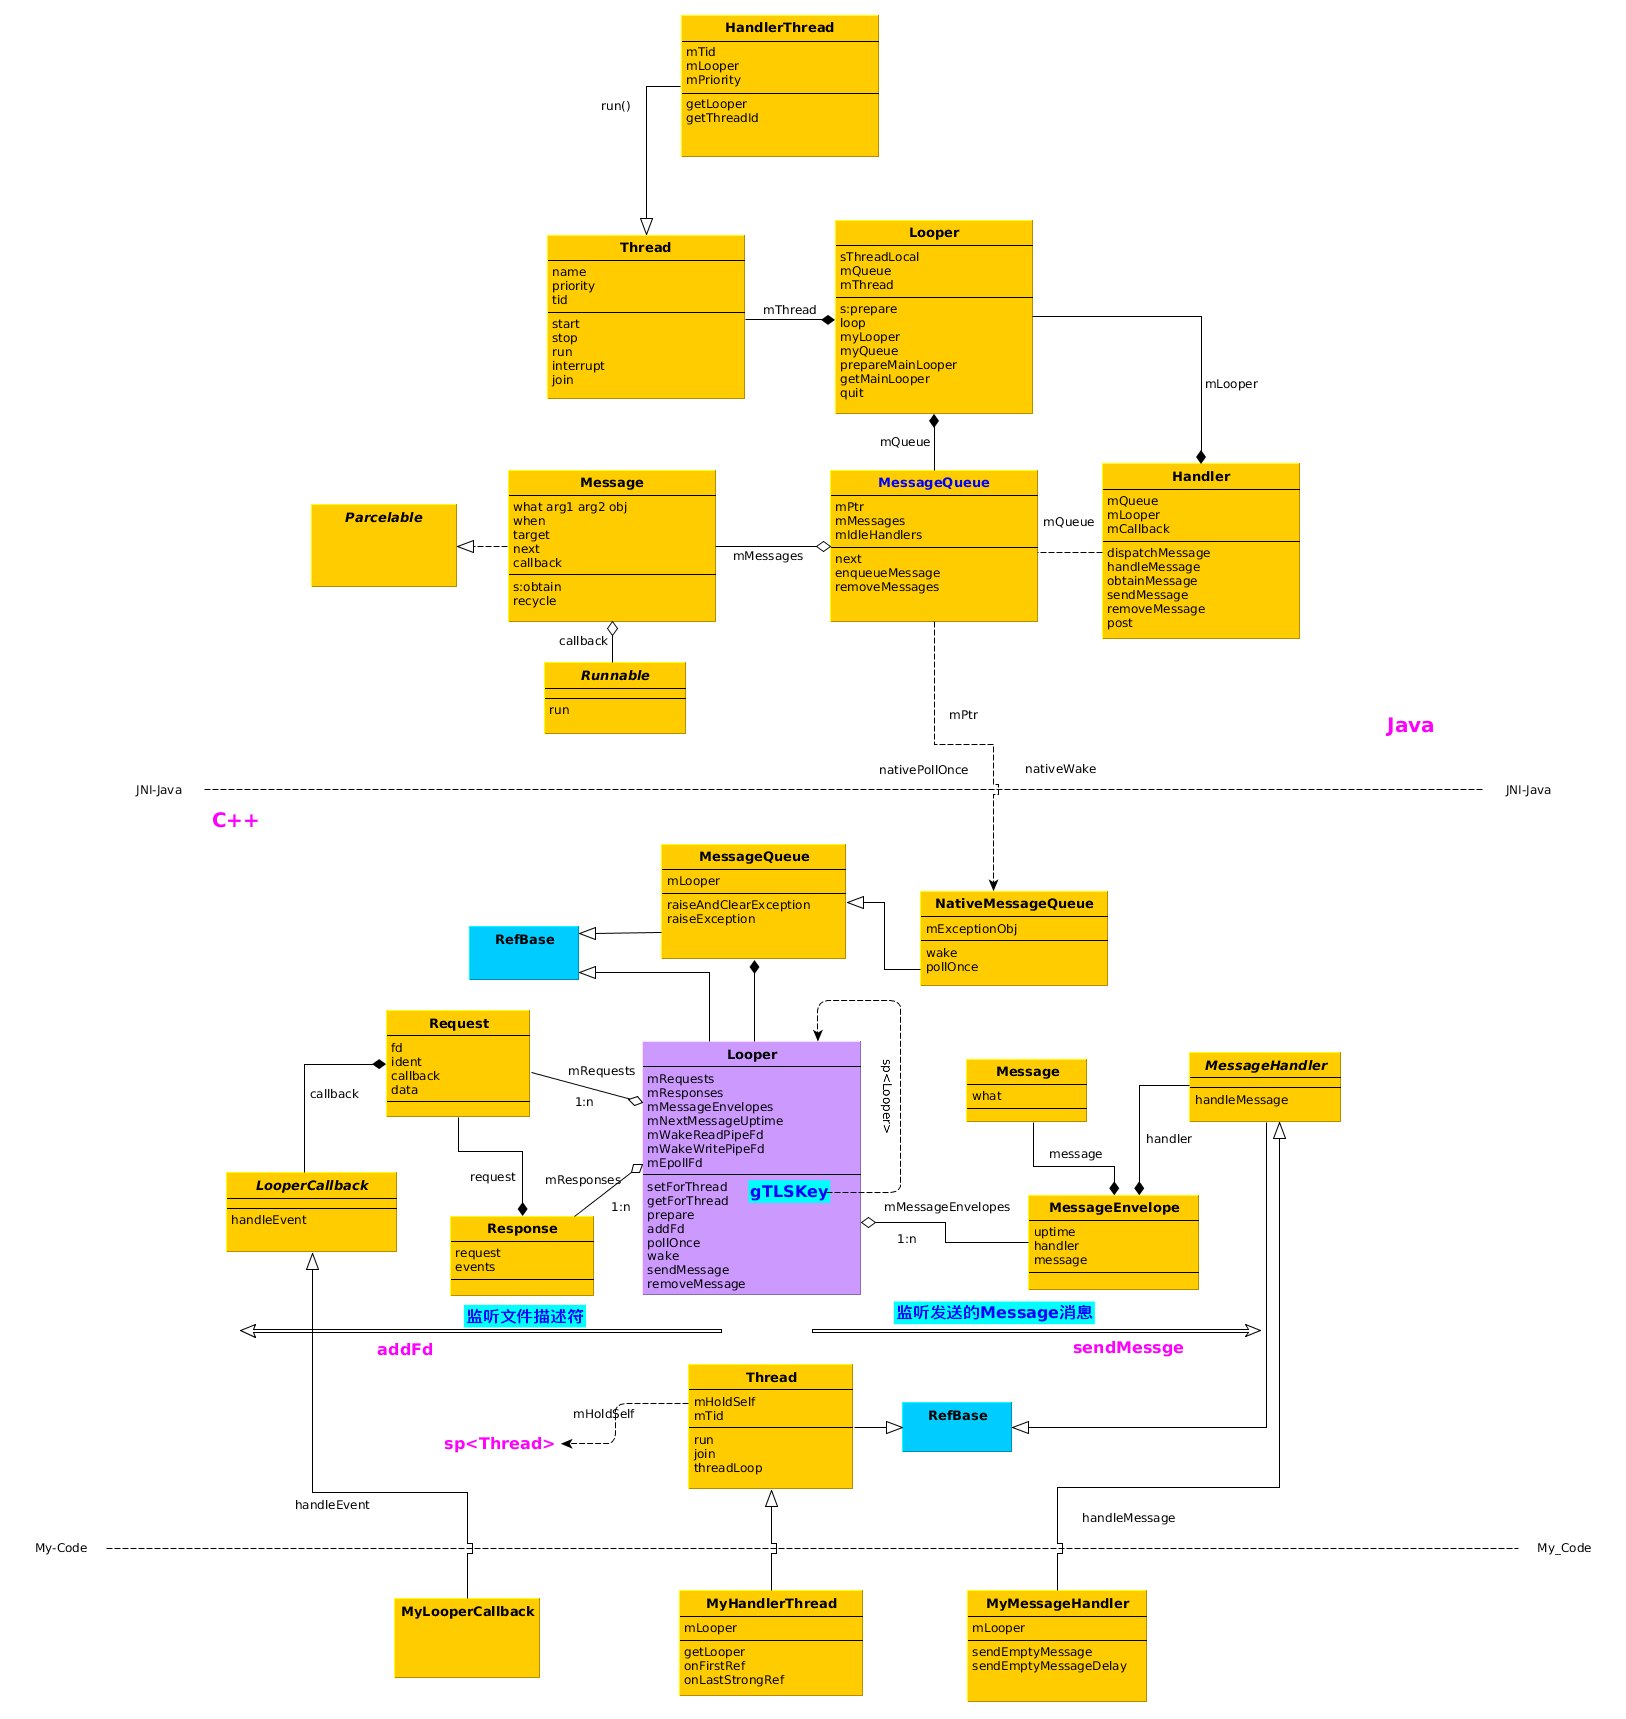 HandlerThread
mTid
mLooper
mPriority
getLooper
getThreadId
run()
Thread
name
priority
tid
start
stop
run
interrupt
join
mThread
Looper
sThreadLocal
mQueue
mThread
s:prepare
loop
myLooper
myQueue
prepareMainLooper
getMainLooper
quit
mLooper
mQueue
Parcelable
Message
what arg1 arg2 obj
when
target
next
callback
s:obtain
recycle
mMessages
MessageQueue
mPtr
mMessages
mIdleHandlers
next
enqueueMessage
removeMessages
mQueue
Handler
mQueue
mLooper
mCallback
dispatchMessage
handleMessage
obtainMessage
sendMessage
removeMessage
post
callback
Runnable
run
mPtr
Java
nativePollOnce
nativeWake
JNI-Java
JNI-Java
C++
MessageQueue
mLooper
raiseAndClearException
raiseException
NativeMessageQueue
mExceptionObj
wake
pollOnce
RefBase
Request
fd
ident
callback
data
callback
mRequests
1:n
Looper
mRequests
mResponses
mMessageEnvelopes
mNextMessageUptime
mWakeReadPipeFd
mWakeWritePipeFd
mEpollFd
setForThread
getForThread
prepare
addFd
pollOnce
wake
sendMessage
removeMessage
gTLSKey
sp<Looper>
Message
what
MessageHandler
handleMessage
message
handler
LooperCallback
handleEvent
request
mResponses
1:n
Response
request
events
mMessageEnvelopes
1:n
MessageEnvelope
uptime
handler
message
监听文件描述符
addFd
监听发送的Message消息
sendMessge
Thread
mHoldSelf
mTid
run
join
threadLoop
mHoldSelf
sp<Thread>
RefBase
handleEvent
handleMessage
My-Code
My_Code
MyLooperCallback
MyHandlerThread
mLooper
getLooper
onFirstRef
onLastStrongRef
MyMessageHandler
mLooper
sendEmptyMessage
sendEmptyMessageDelay